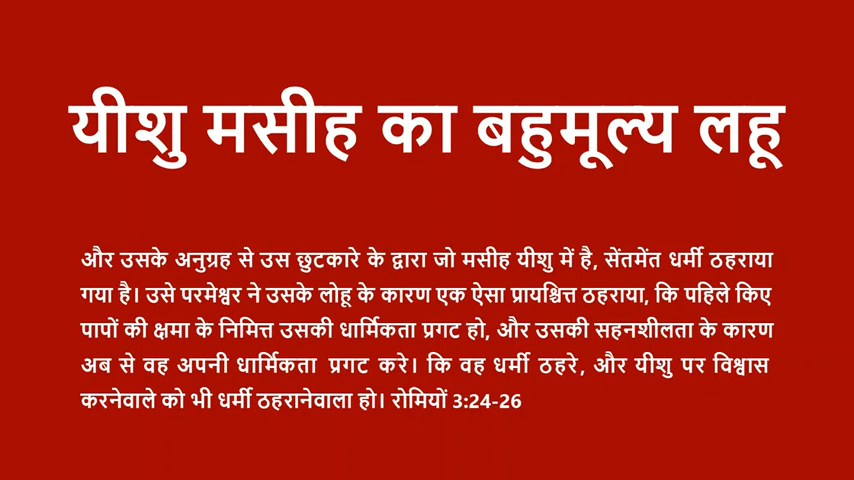 यीशु मसीह का बहुमूल्य लहू
और उसके अनुग्रह से उस छुटकारे के द्वारा जो मसीह यीशु में है, सेंतमेंत धर्मी ठहराया
गया है। उसे परमेश्वर ने उसके लोहू के कारण एक ऐसा प्रायश्चित्त ठहराया, कि पहिले किए
पापों की क्षमा के निमित्त उसकी धार्मिकता प्रगट हो, और उसकी सहनशीलता के कारण
अब से वह अपनी धार्मिकता प्रगट करे। कि वह धर्मी ठहरे, और यीशु पर विश्वास
करनेवाले को भी धर्मी ठहरानेवाला हो। रोमियों 3:24-26